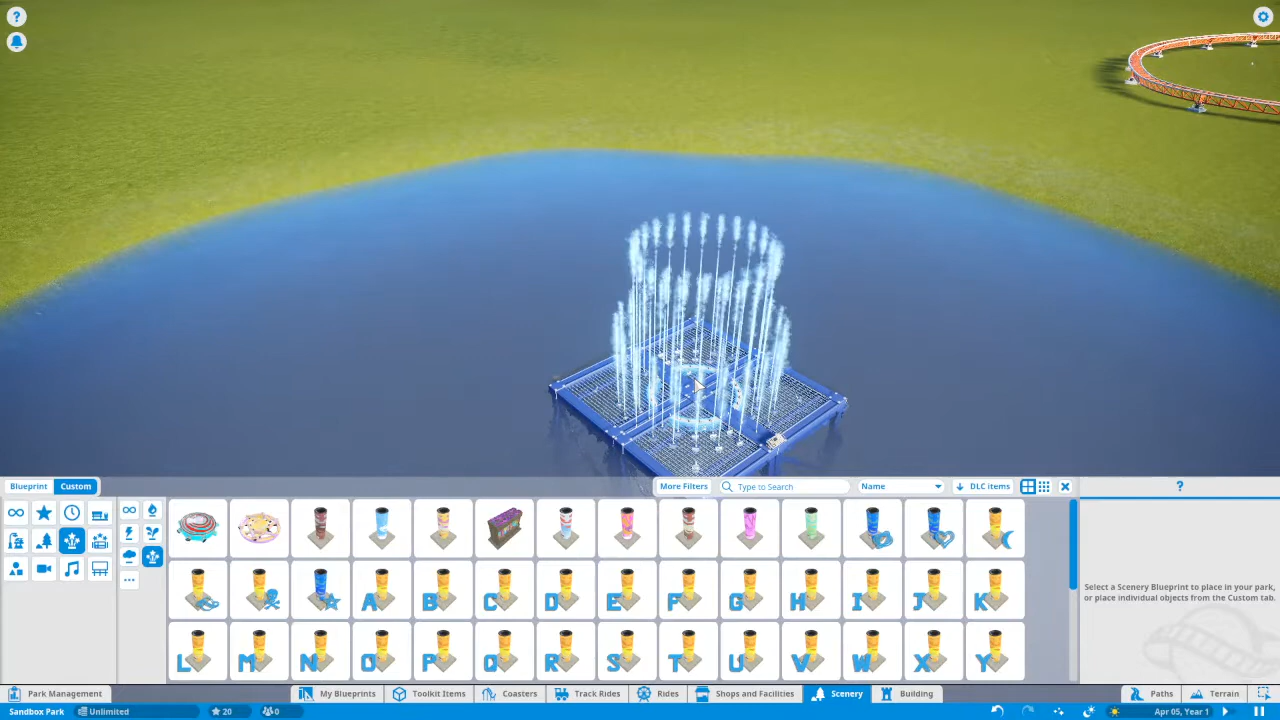 ?
Blueprint Custom More Filters Type to Search Name DLC items ?
Select a Scenery Blueprint to place in your park,
or place individual objects from the Custom tab.
A B C D E F G H I J K
L M N O P Q R S T U V W X Y
Park Management My Blueprints Toolkit Items Coasters Track Rides Rides Shops and Facilities Scenery Building Paths Terrain
Sandbox Park Unlimited 20 0 Apr 05, Year 1